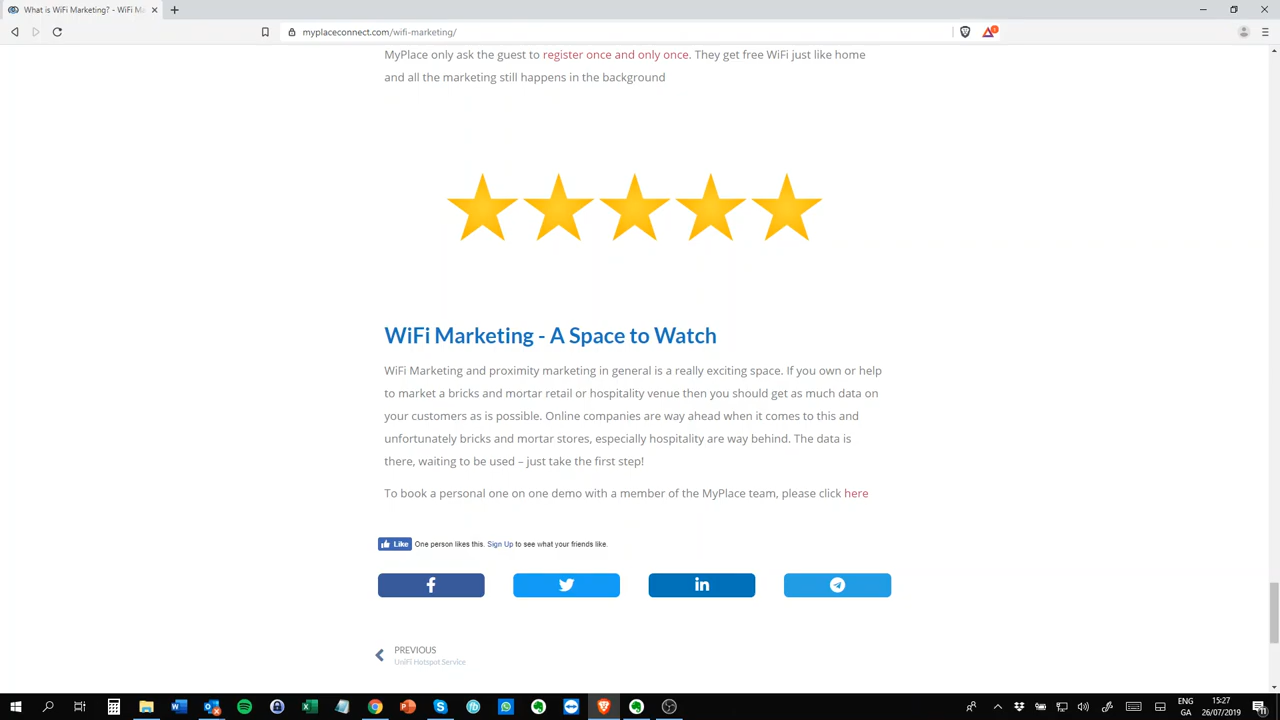 What is WiFi Marketing? - WiFi Ma
myplaceconnect.com/wifi-marketing/
MyPlace only ask the guest to register once and only once. They get free WiFi just like home
and all the marketing still happens in the background
WiFi Marketing - A Space to Watch
WiFi Marketing and proximity marketing in general is a really exciting space. If you own or help
to market a bricks and mortar retail or hospitality venue then you should get as much data on
your customers as is possible. Online companies are way ahead when it comes to this and
unfortunately bricks and mortar stores, especially hospitality are way behind. The data is
there, waiting to be used – just take the first step!
To book a personal one on one demo with a member of the MyPlace team, please click here
Like One person likes this. Sign Up to see what your friends like.
PREVIOUS
UniFi Hotspot Service
ENG 15:27
GA 26/07/2019